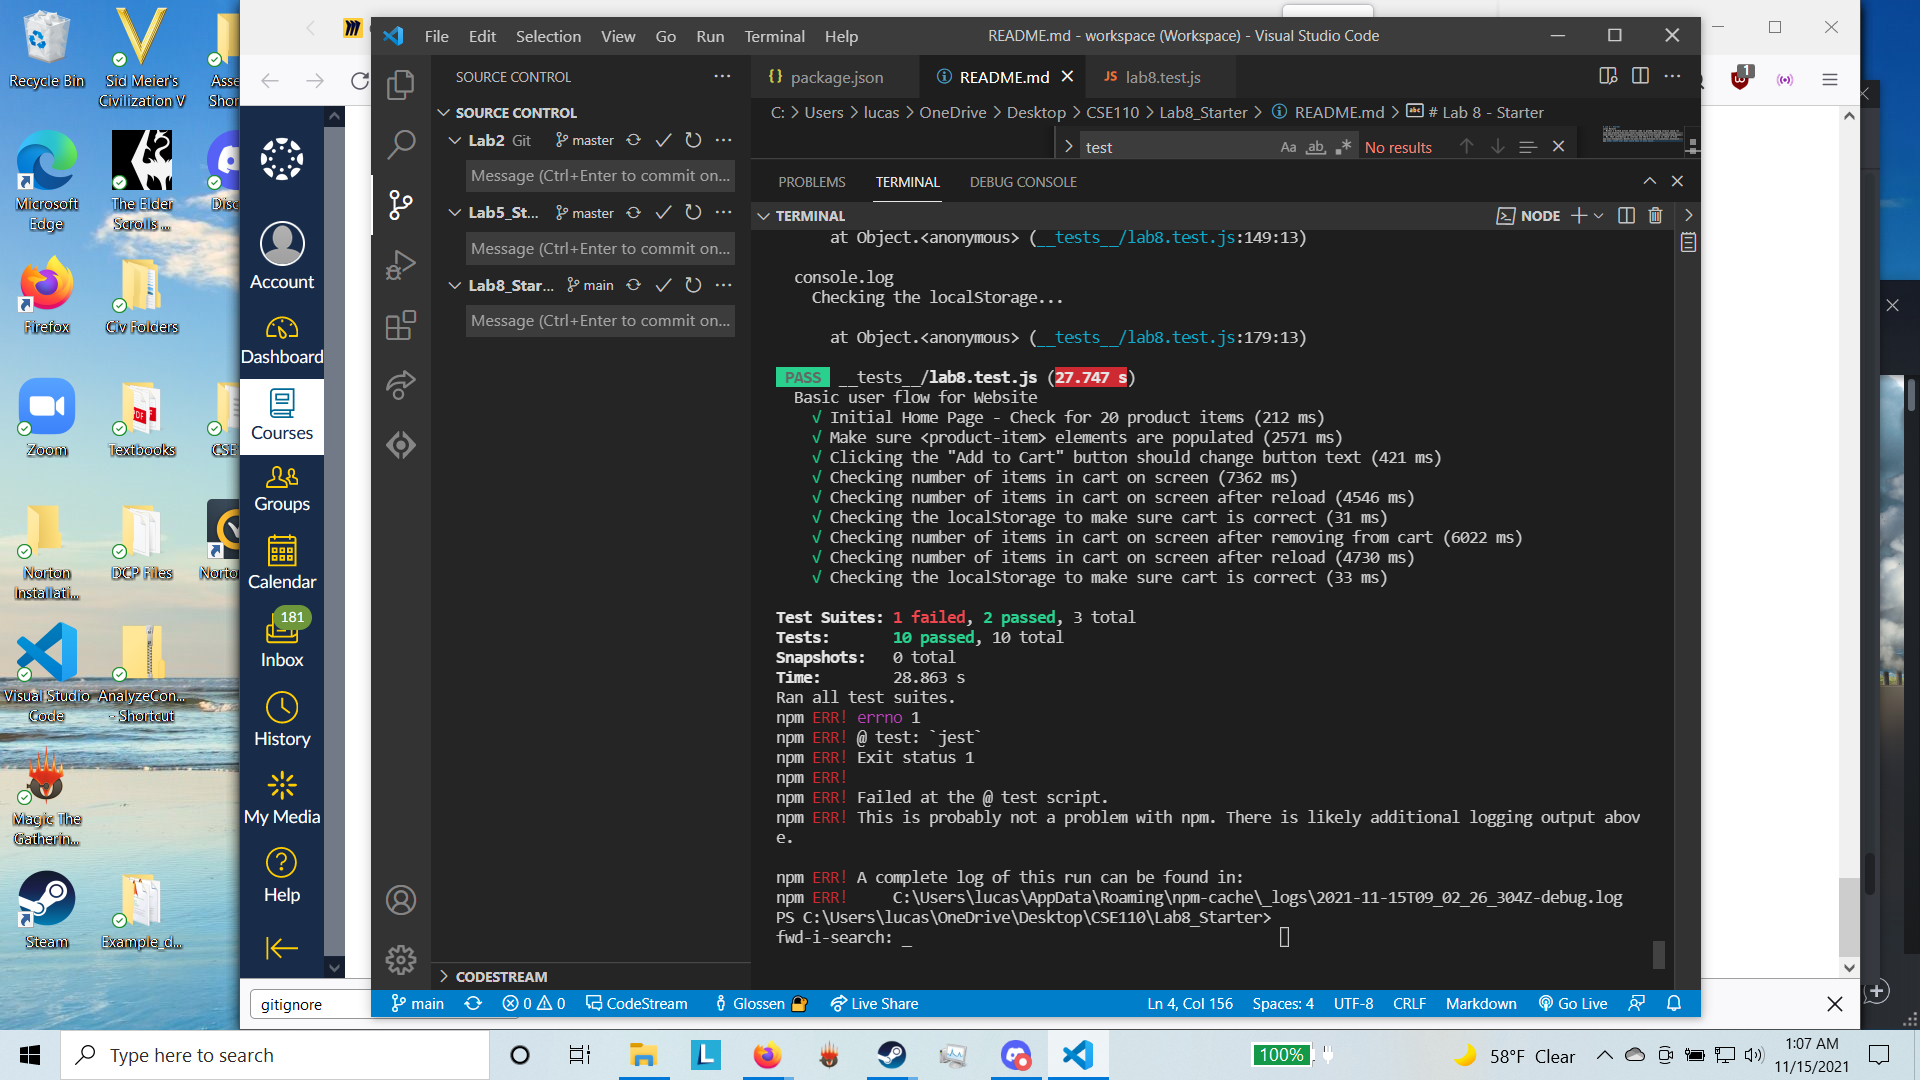 Recycle Bin
Sid Meier's
Civilization V
Asse
Shor
Microsoft
Edge
The Elder
Scrolls ...
Disc
Firefox
Civ Folders
Zoom
Textbooks
CSE
Norton
Installati...
DCP Files
Norto
Visual Studio
Code
AnalyzeCon...
- Shortcut
Magic The
Gatherin...
Steam
Example_d...
Account
Dashboard
Courses
Groups
Calendar
181
Inbox
History
My Media
Help
gitignore
File Edit Selection View Go Run Terminal Help
README.md - workspace (Workspace) - Visual Studio Code
SOURCE CONTROL
SOURCE CONTROL
Lab2 Git master
Message (Ctrl+Enter to commit on...
Lab5_St... master
Message (Ctrl+Enter to commit on...
Lab8_Star... main
Message (Ctrl+Enter to commit on...
CODESTREAM
{} package.json
README.md
JS lab8.test.js
C: > Users > lucas > OneDrive > Desktop > CSE110 > Lab8_Starter > README.md > # Lab 8 - Starter
test Aa ab No results
PROBLEMS TERMINAL DEBUG CONSOLE
TERMINAL
NODE
at Object.<anonymous> (__tests__/lab8.test.js:149:13)
console.log
Checking the localStorage...
at Object.<anonymous> (__tests__/lab8.test.js:179:13)
PASS __tests__/lab8.test.js (27.747 s)
Basic user flow for Website
√ Initial Home Page - Check for 20 product items (212 ms)
√ Make sure <product-item> elements are populated (2571 ms)
√ Clicking the "Add to Cart" button should change button text (421 ms)
√ Checking number of items in cart on screen (7362 ms)
√ Checking number of items in cart on screen after reload (4546 ms)
√ Checking the localStorage to make sure cart is correct (31 ms)
√ Checking number of items in cart on screen after removing from cart (6022 ms)
√ Checking number of items in cart on screen after reload (4730 ms)
√ Checking the localStorage to make sure cart is correct (33 ms)
Test Suites: 1 failed, 2 passed, 3 total
Tests: 10 passed, 10 total
Snapshots: 0 total
Time: 28.863 s
Ran all test suites.
npm ERR! errno 1
npm ERR! @ test: `jest`
npm ERR! Exit status 1
npm ERR!
npm ERR! Failed at the @ test script.
npm ERR! This is probably not a problem with npm. There is likely additional logging output abov
e.
npm ERR! A complete log of this run can be found in:
npm ERR! C:\Users\lucas\AppData\Roaming\npm-cache\_logs\2021-11-15T09_02_26_304Z-debug.log
PS C:\Users\lucas\OneDrive\Desktop\CSE110\Lab8_Starter>
fwd-i-search: _
main 0 0 CodeStream Glossen Live Share
Ln 4, Col 156 Spaces: 4 UTF-8 CRLF Markdown Go Live
1
Type here to search
L
100%
58°F Clear
1:07 AM
11/15/2021